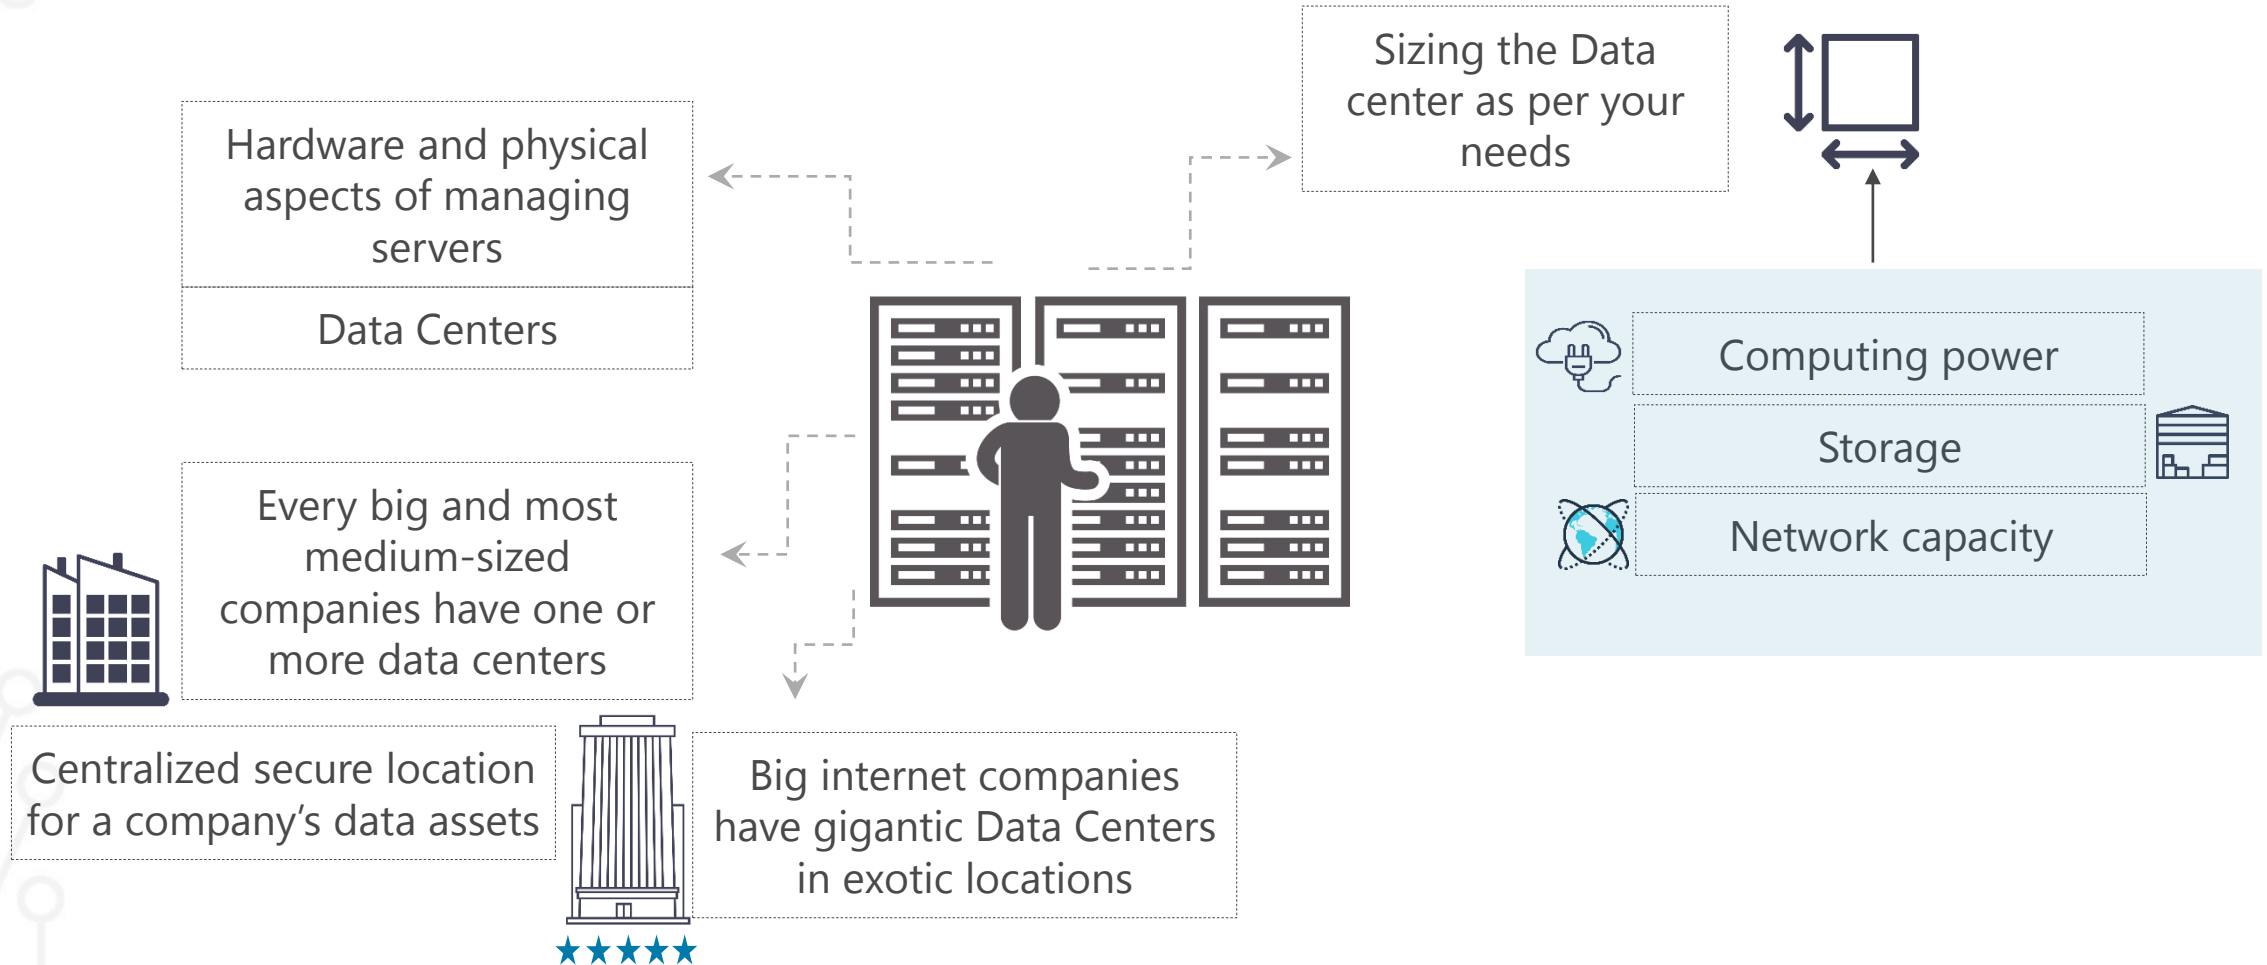 Hardware and physical
aspects of managing
servers
Data Centers
Every big and most
medium-sized
companies have one or
more data centers
Centralized secure location
for a company’s data assets
Big internet companies
have gigantic Data Centers
in exotic locations
Sizing the Data
center as per your
needs
Computing power
Storage
Network capacity